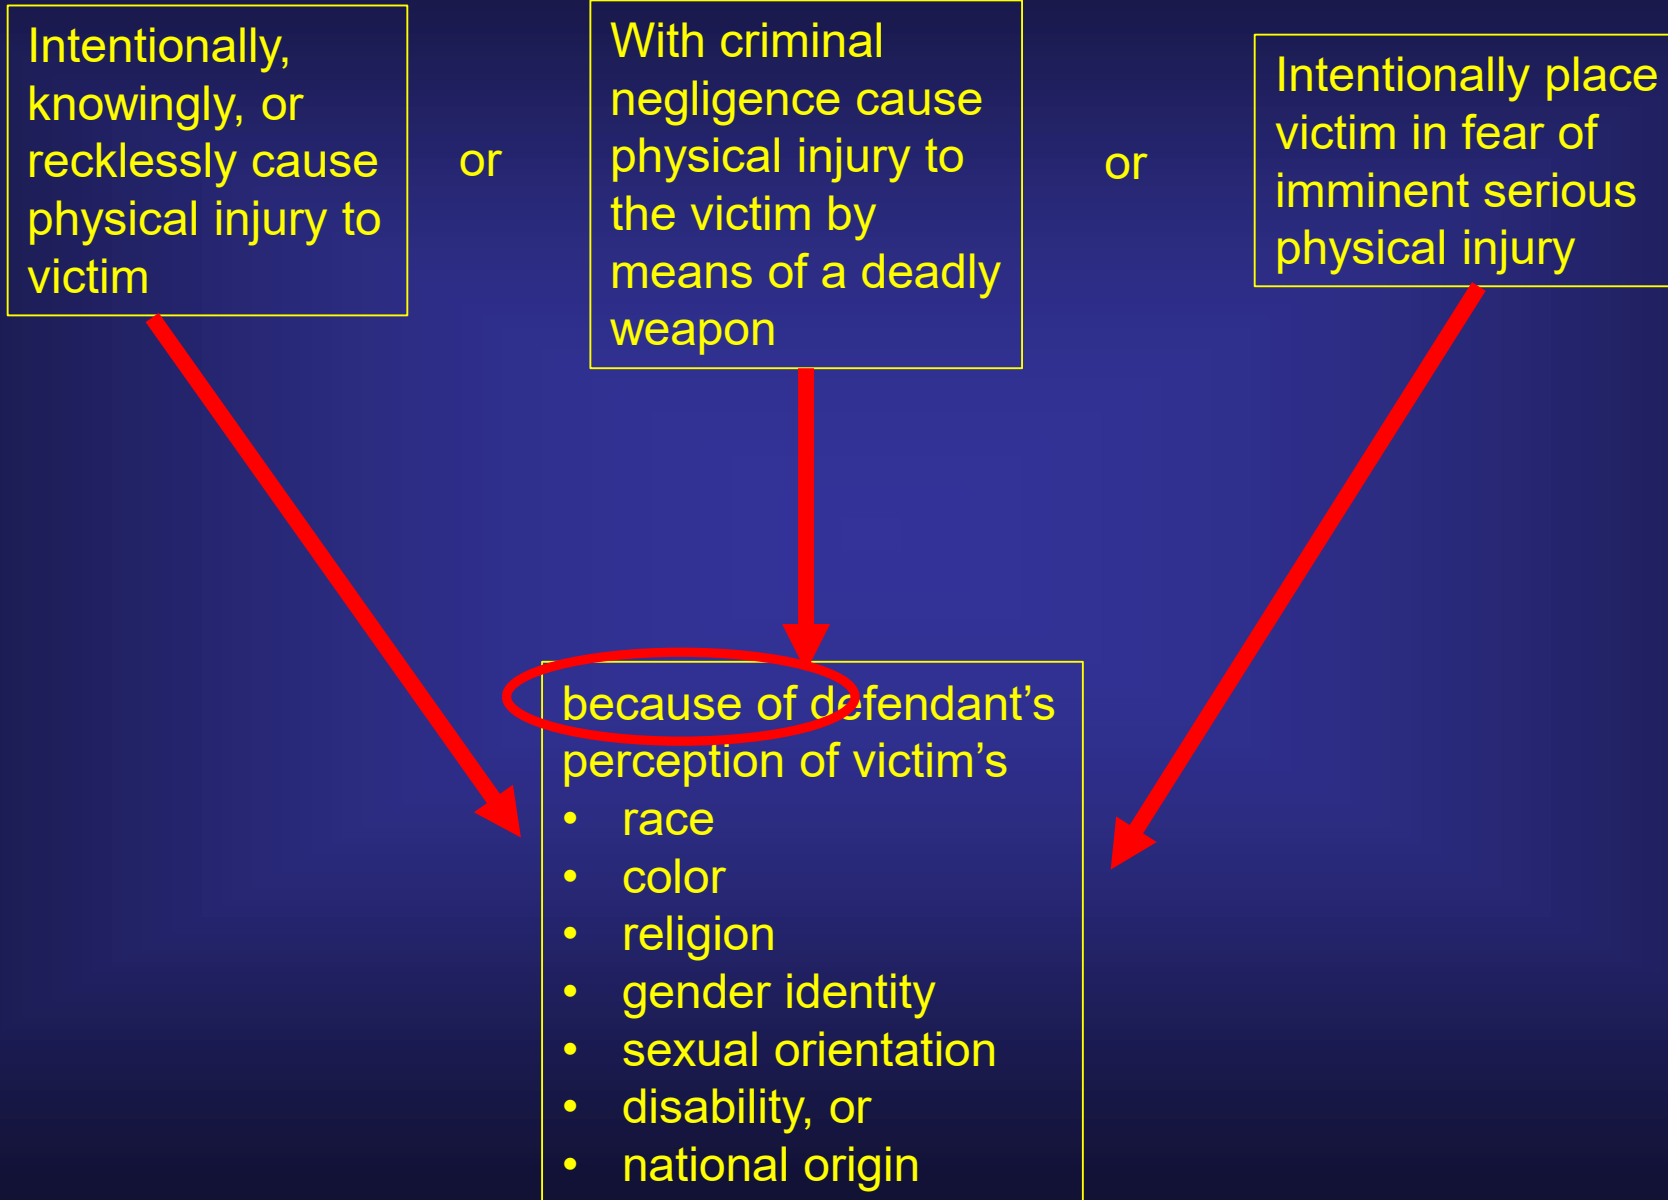 Intentionally,
knowingly, or
recklessly cause
physical injury to
victim
or
With criminal
negligence cause
physical injury to
the victim by
means of a deadly
weapon
or
Intentionally place
victim in fear of
imminent serious
physical injury
because of defendant’s
perception of victim’s
• race
• color
• religion
• gender identity
• sexual orientation
• disability, or
• national origin